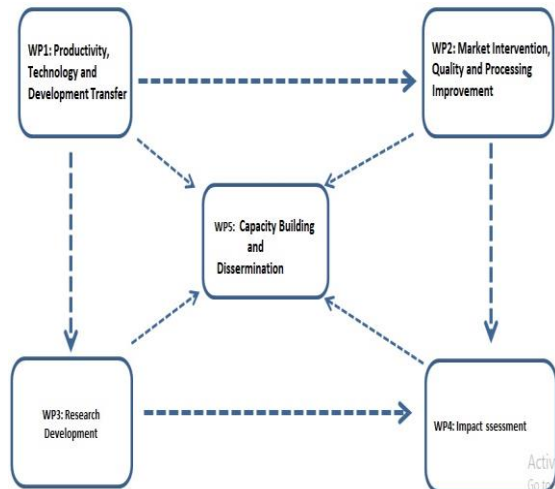 WP1: Productivity,
Technology and
Development Transfer
WP2: Market Intervention,
Quality and Processing
Improvement
WP5: Capacity Building
and
Dissermination
WP3: Research
Development
WP4: Impact ssessment
Activ
Go to